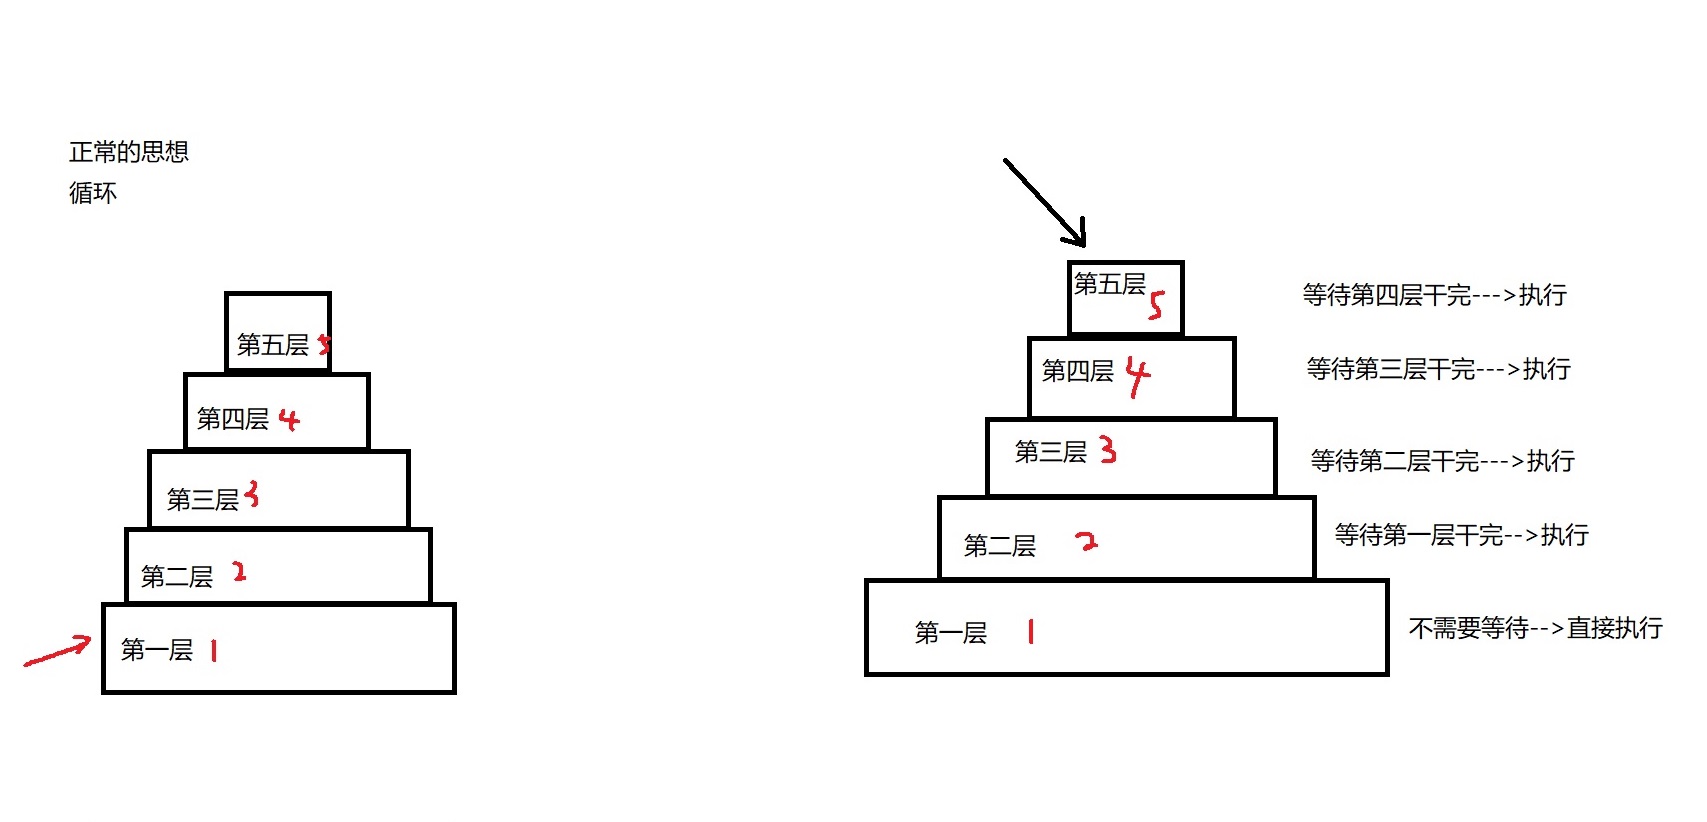 正常的思想
循环
第五层 5
第四层 4
第三层 3
第二层 2
第一层 1
第五层 5 等待第四层干完--->执行
第四层 4 等待第三层干完--->执行
第三层 3 等待第二层干完--->执行
第二层 2 等待第一层干完-->执行
第一层 1 不需要等待-->直接执行